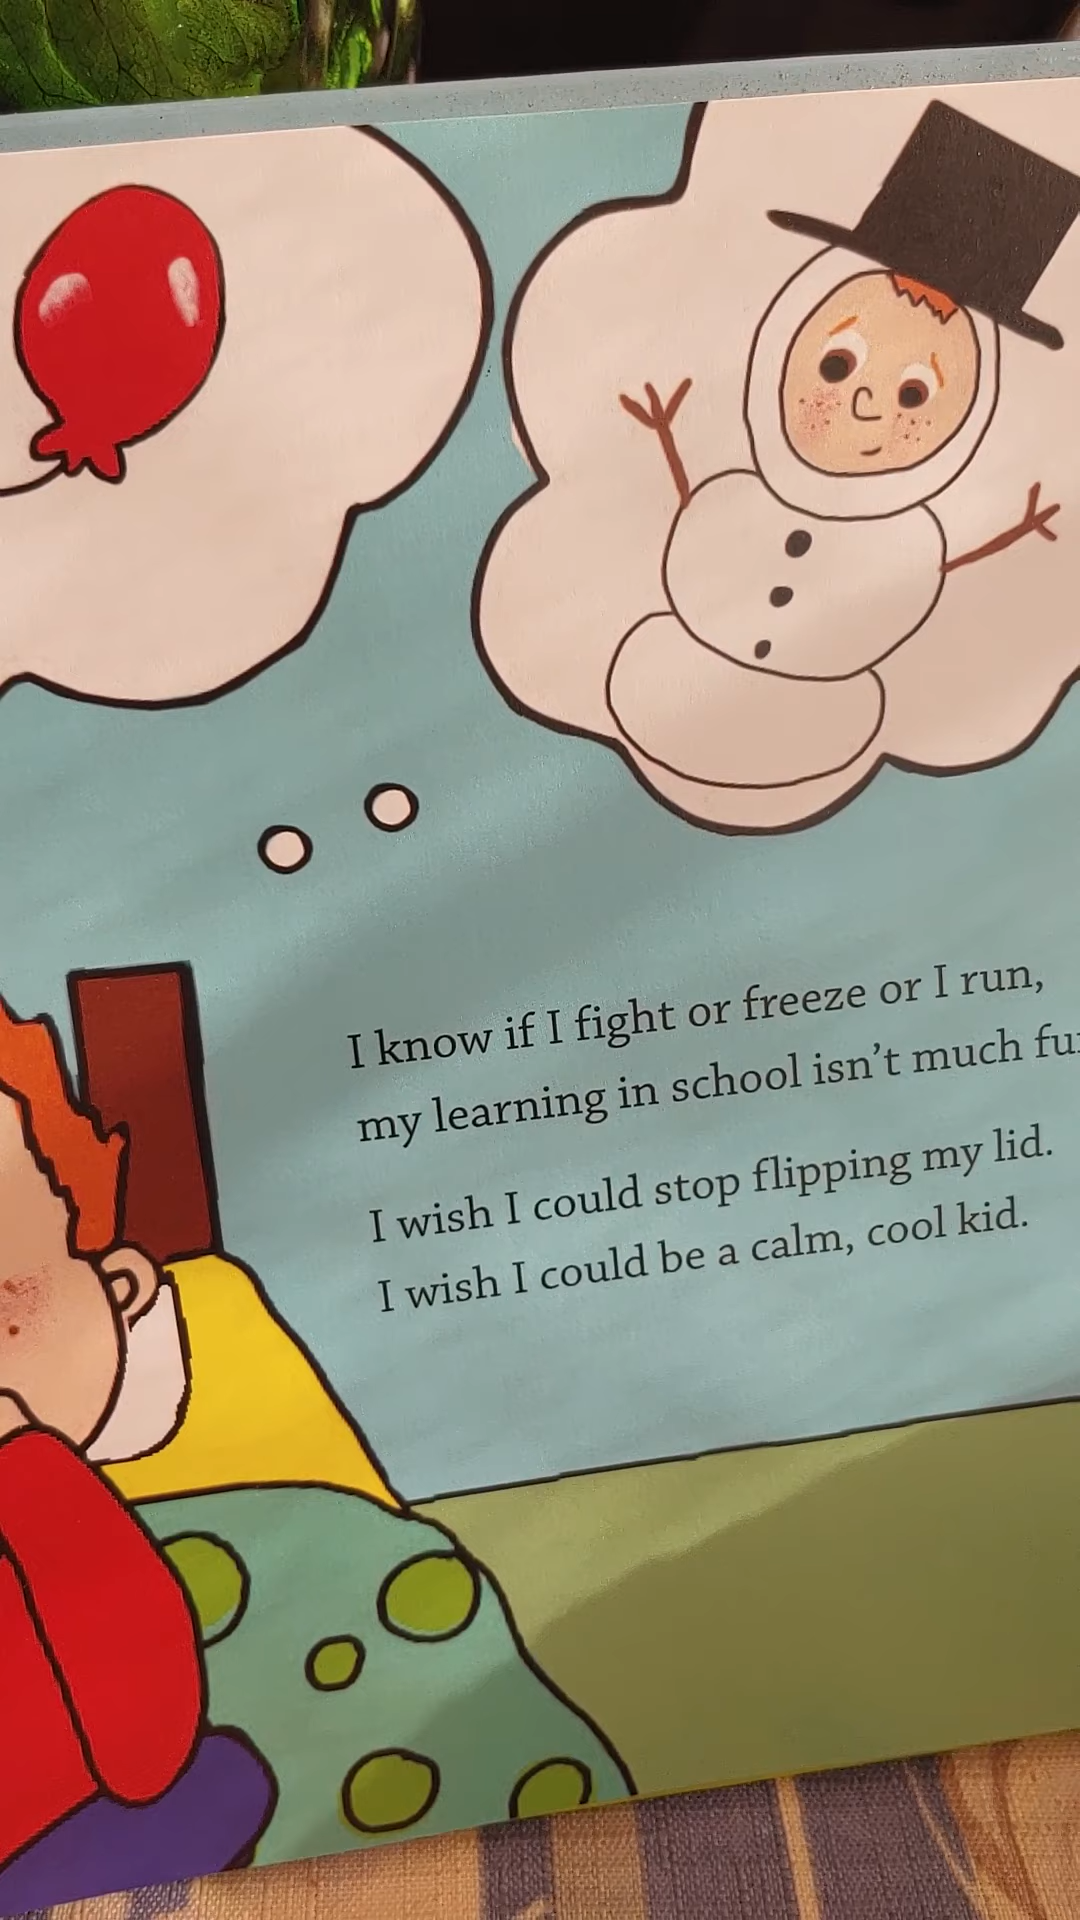 I know if I fight or freeze or I run,
my learning in school isn't much
I wish I could stop flipping my lid.
I wish I could be a calm, cool kid.